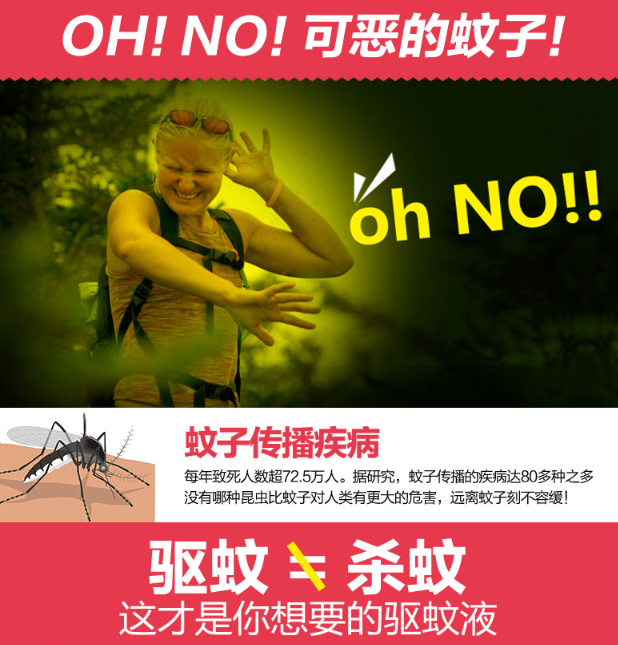 OH! NO! 可恶的蚊子!
oh NO!!
蚊子传播疾病
每年致死人数超72.5万人。据研究，蚊子传播的疾病达80多种之多
没有哪种昆虫比蚊子对人类有更大的危害，远离蚊子刻不容缓！
驱蚊≠杀蚊
这才是你想要的驱蚊液